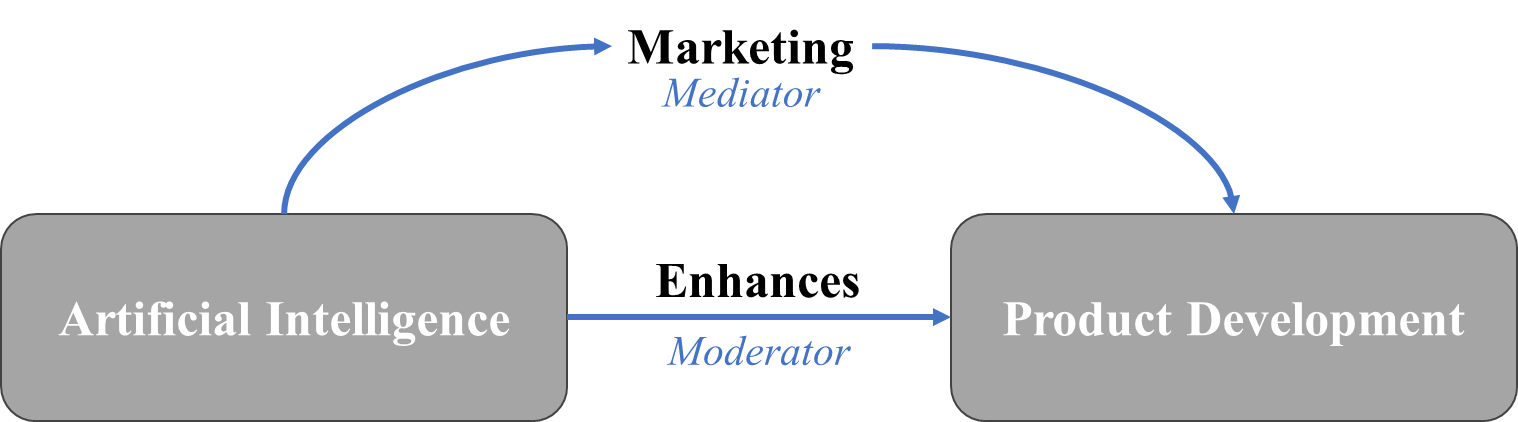 Marketing
Mediator
Enhances
Artificial Intelligence
Product Development
Moderator